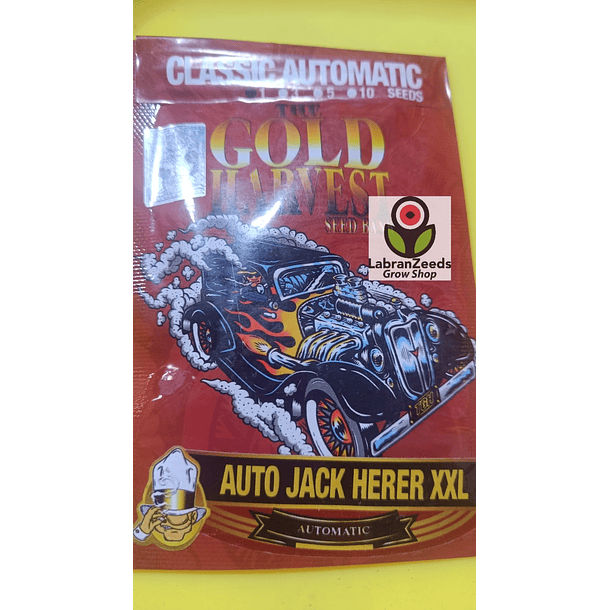 CLASSIC AUTOMATIC
1 3 5 10 SEEDS
THE
GOLD
HARVEST
SEED BANK
LabranZeeds
Grow Shop
TGH
AUTO JACK HERER XXL
AUTOMATIC